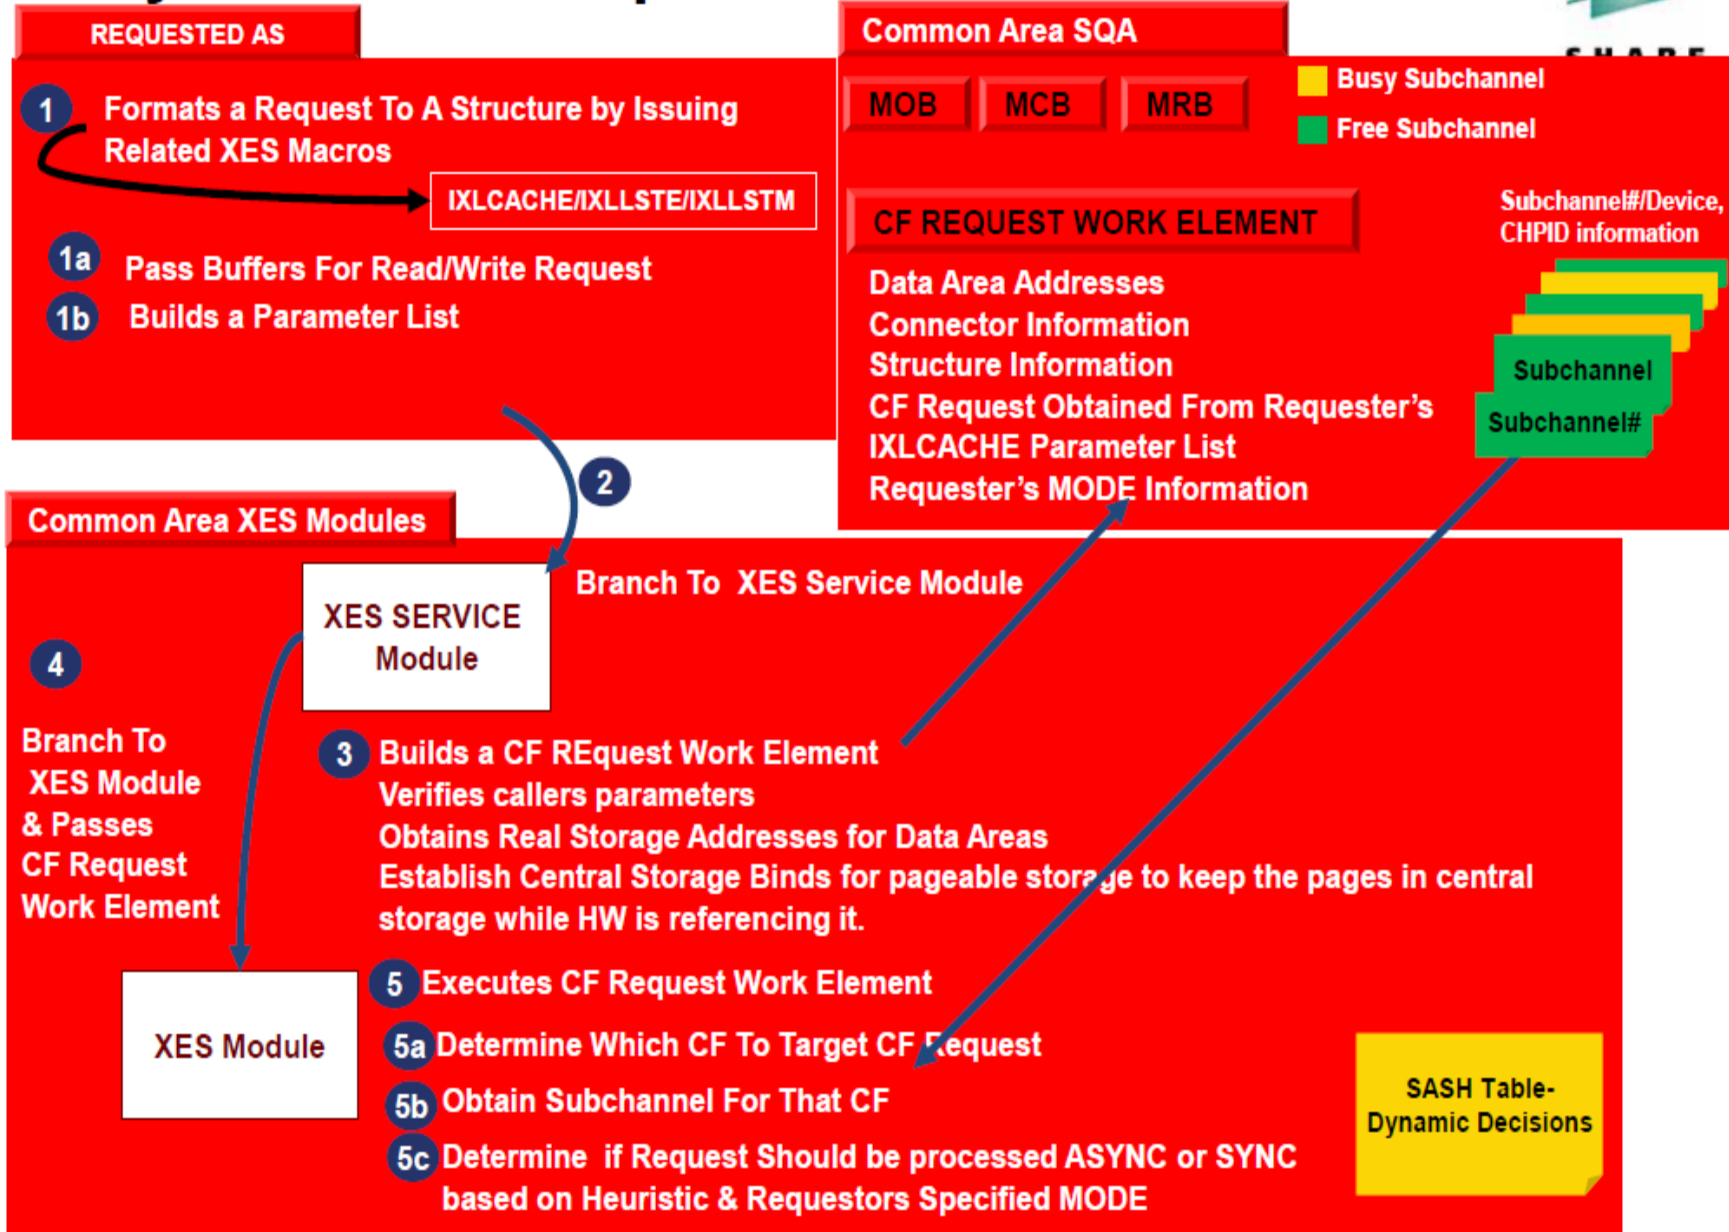 REQUESTED AS
1
Formats a Request To A Structure by Issuing
Related XES Macros
IXLCACHE/IXLLSTE/IXLLSTM
1a
Pass Buffers For Read/Write Request
1b
Builds a Parameter List
2
Common Area SQA
MOB
MCB
MRB
Busy Subchannel
Free Subchannel
CF REQUEST WORK ELEMENT
Data Area Addresses
Connector Information
Structure Information
CF Request Obtained From Requester's
IXLCACHE Parameter List
Requester's MODE Information
Subchannel#/Device,
CHPID information
Subchannel
Subchannel#
Common Area XES Modules
XES SERVICE
Module
Branch To XES Service Module
4
Branch To
XES Module
& Passes
CF Request
Work Element
3
Builds a CF REquest Work Element
Verifies callers parameters
Obtains Real Storage Addresses for Data Areas
Establish Central Storage Binds for pageable storage to keep the pages in central
storage while HW is referencing it.
XES Module
5
Executes CF Request Work Element
5a
Determine Which CF To Target CF Request
5b
Obtain Subchannel For That CF
5c
Determine if Request Should be processed ASYNC or SYNC
based on Heuristic & Requestors Specified MODE
SASH Table-
Dynamic Decisions